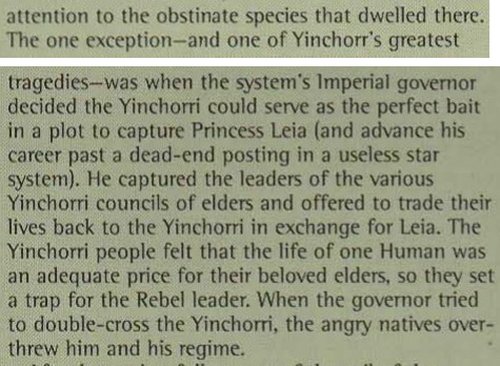 attention to the obstinate species that dwelled there.
The one exception—and one of Yinchorr's greatest
tragedies—was when the system's Imperial governor
decided the Yinchorri could serve as the perfect bait
in a plot to capture Princess Leia (and advance his
career past a dead-end posting in a useless star
system). He captured the leaders of the various
Yinchorri councils of elders and offered to trade their
lives back to the Yinchorri in exchange for Leia. The
Yinchorri people felt that the life of one Human was
an adequate price for their beloved elders, so they set
a trap for the Rebel leader. When the governor tried
to double-cross the Yinchorri, the angry natives over-
threw him and his regime.